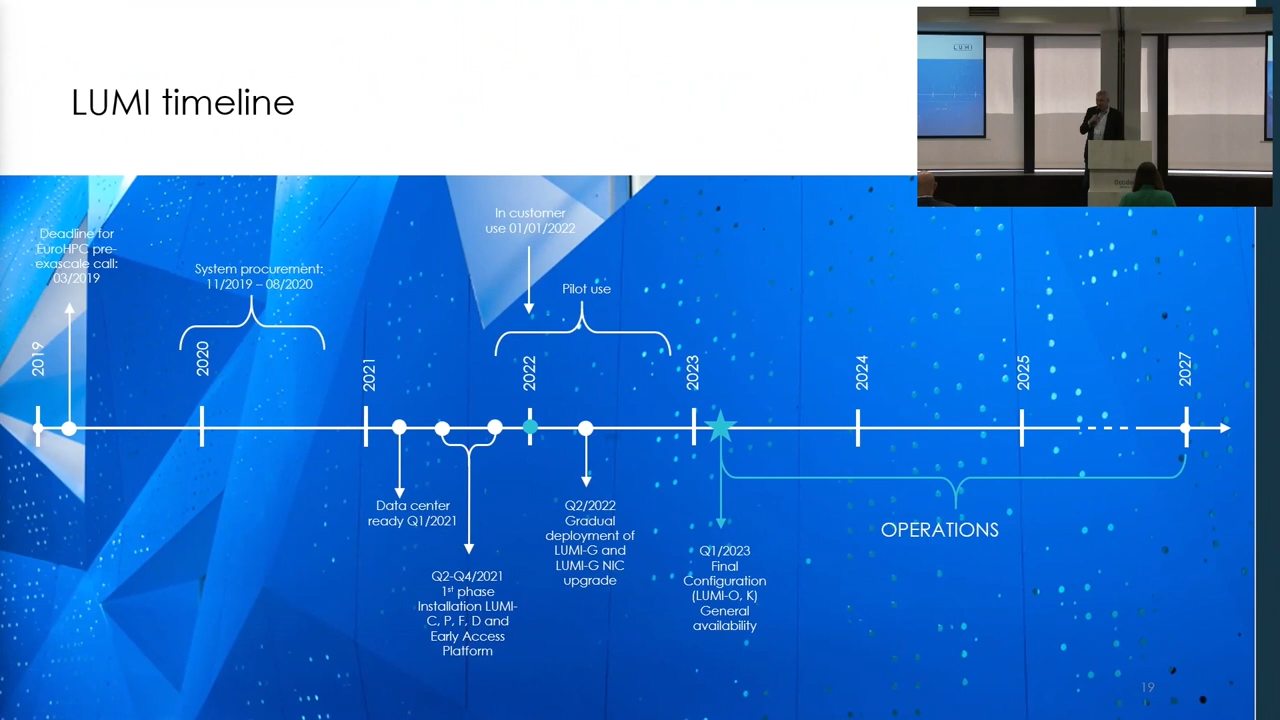 LUMI timeline
LUMI
Deadline for
EuroHPC pre-
exascale call:
03/2019
System procurement:
11/2019 – 08/2020
In customer
use 01/01/2022
Pilot use
2019
2020
2021
2022
2023
2024
2025
2027
Data center
ready Q1/2021
Q2-Q4/2021
1st phase
Installation LUMI-
C, P, F, D and
Early Access
Platform
Q2/2022
Gradual
deployment of
LUMI-G and
LUMI-G NIC
upgrade
Q1/2023
Final
Configuration
(LUMI-O, K)
General
availability
OPERATIONS
19